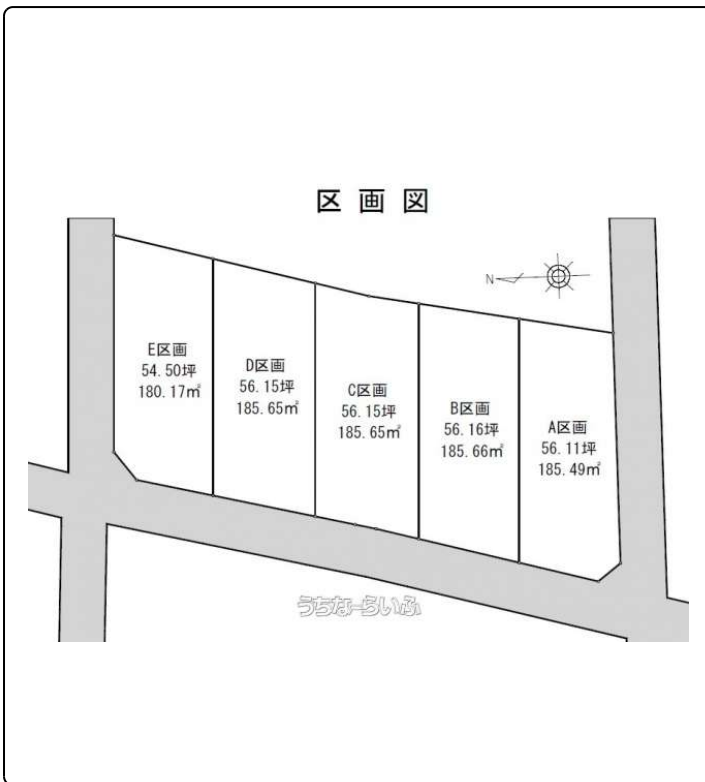 区画図
N
E区画
54.50坪
180.17㎡
D区画
56.15坪
185.65㎡
C区画
56.15坪
185.65㎡
B区画
56.16坪
185.66㎡
A区画
56.11坪
185.49㎡
うちなーらいふ